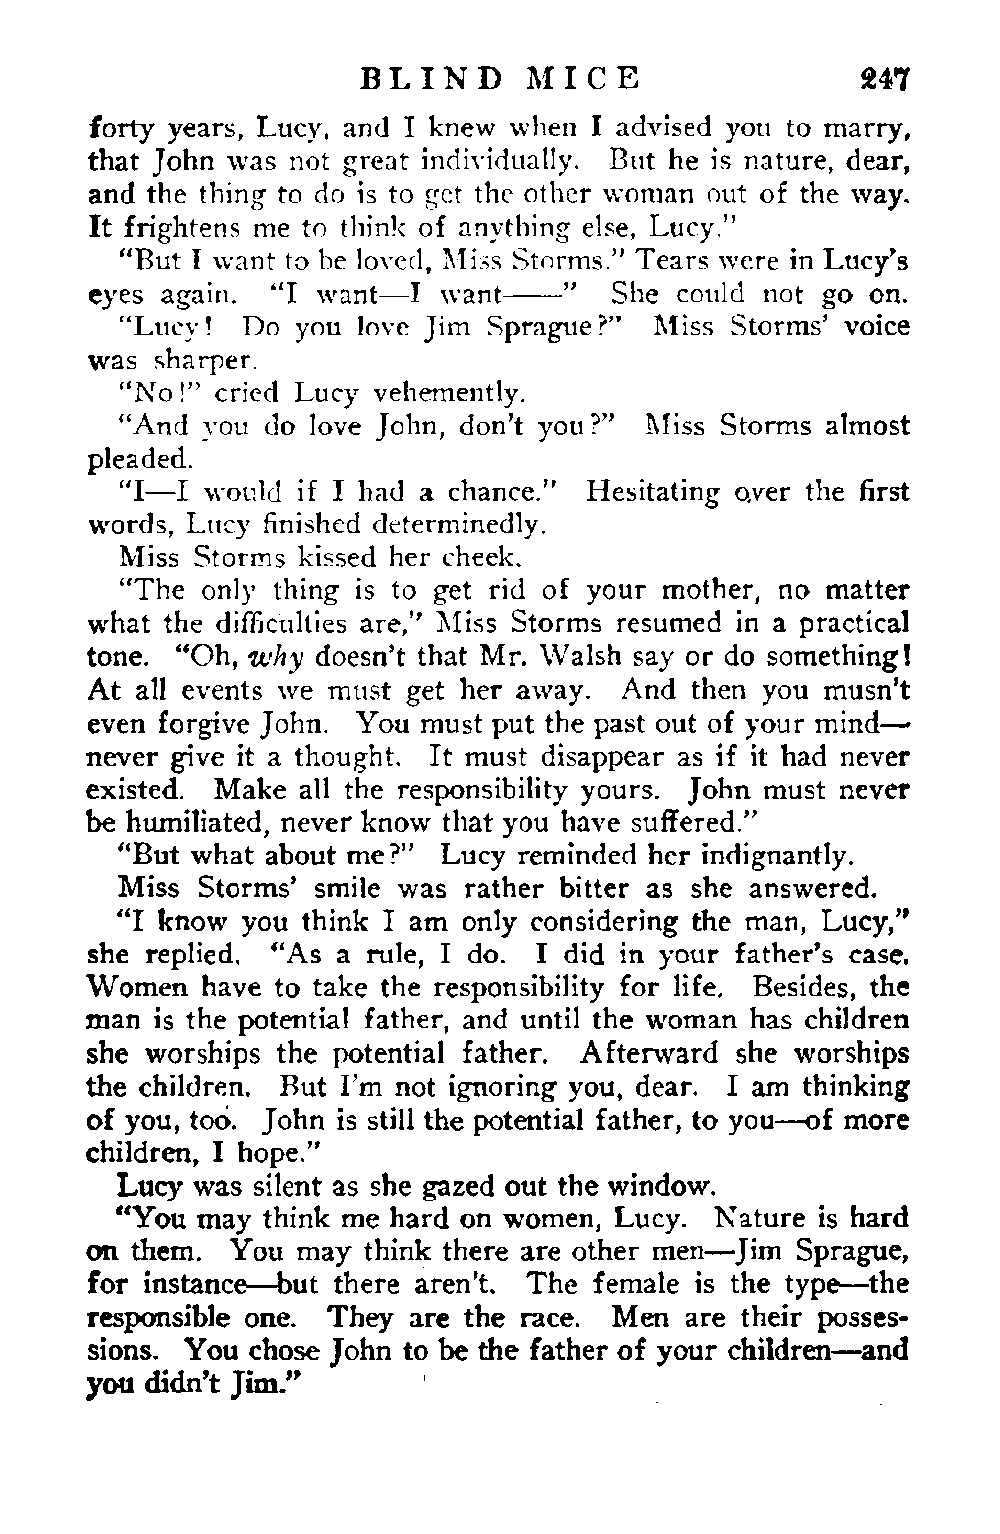 BLIND MICE 247
forty years, Lucy, and I knew when I advised you to marry,
that John was not great individually. But he is nature, dear,
and the thing to do is to get the other woman out of the way.
It frightens me to think of anything else, Lucy."
"But I want to be loved, Miss Storms." Tears were in Lucy's
eyes again. "I want—I want——" She could not go on.
"Lucy! Do you love Jim Sprague?" Miss Storms' voice
was sharper.
"No!" cried Lucy vehemently.
"And you do love John, don't you?" Miss Storms almost
pleaded.
"I—I would if I had a chance." Hesitating over the first
words, Lucy finished determinedly.
Miss Storms kissed her cheek.
"The only thing is to get rid of your mother, no matter
what the difficulties are," Miss Storms resumed in a practical
tone. "Oh, why doesn't that Mr. Walsh say or do something!
At all events we must get her away. And then you musn't
even forgive John. You must put the past out of your mind—
never give it a thought. It must disappear as if it had never
existed. Make all the responsibility yours. John must never
be humiliated, never know that you have suffered."
"But what about me?" Lucy reminded her indignantly.
Miss Storms' smile was rather bitter as she answered.
"I know you think I am only considering the man, Lucy,"
she replied. "As a rule, I do. I did in your father's case.
Women have to take the responsibility for life. Besides, the
man is the potential father, and until the woman has children
she worships the potential father. Afterward she worships
the children. But I'm not ignoring you, dear. I am thinking
of you, too. John is still the potential father, to you—of more
children, I hope."
Lucy was silent as she gazed out the window.
"You may think me hard on women, Lucy. Nature is hard
on them. You may think there are other men—Jim Sprague,
for instance—but there aren't. The female is the type—the
responsible one. They are the race. Men are their posses-
sions. You chose John to be the father of your children—and
you didn't Jim."